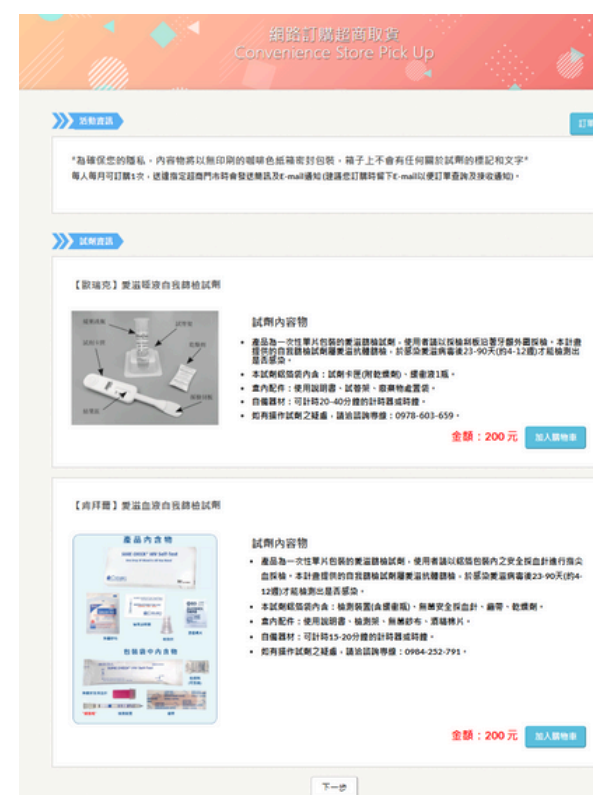 網路訂購超商取貨
Convenience Store Pick Up
活動資訊
*為確保您的隱私，內容物將以無印刷的咖啡色紙箱密封包裝，箱子上不會有任何關於試劑的標記和文字*
每人每月可訂購1次，送達指定超商門市時會發送簡訊及E-mail通知(建議您訂購時留下E-mail以便訂單查詢及接收通知)。
試劑資訊
【歐瑞克】愛滋唾液自我篩檢試劑
試劑內容物
產品為一次性單片包裝的愛滋篩檢試劑，使用者請以採檢刮板沿著牙齦外圍採檢。本計畫
提供的自我篩檢試劑屬愛滋抗體篩檢，於感染愛滋病毒後23-90天(約4-12週)才能檢測出
是否感染。
本試劑鋁箔袋內含：試劑卡匣(附乾燥劑)、緩衝液1瓶。
盒內配件：使用說明書、試管架、廢棄物處置袋。
自備器材：可計時20-40分鐘的計時器或時鐘。
如有操作試劑之疑慮，請洽諮詢專線：0978-603-659。
金額：200 元
加入購物車
【肯拜爾】愛滋血液自我篩檢試劑
產品內含物
包裝袋中內含物
試劑內容物
產品為一次性單片包裝的愛滋篩檢試劑，使用者請以鋁箔包裝內之安全採血針進行指尖
血採檢。本計畫提供的自我篩檢試劑屬愛滋抗體篩檢，於感染愛滋病毒後23-90天(約4-
12週)才能檢測出是否感染。
本試劑鋁箔袋內含：檢測裝置(含緩衝瓶)、無菌安全採血針、繃帶、乾燥劑。
盒內配件：使用說明書、檢測架、無菌紗布、酒精棉片。
自備器材：可計時15-20分鐘的計時器或時鐘。
如有操作試劑之疑慮，請洽諮詢專線：0984-252-791。
金額：200 元
加入購物車
下一步